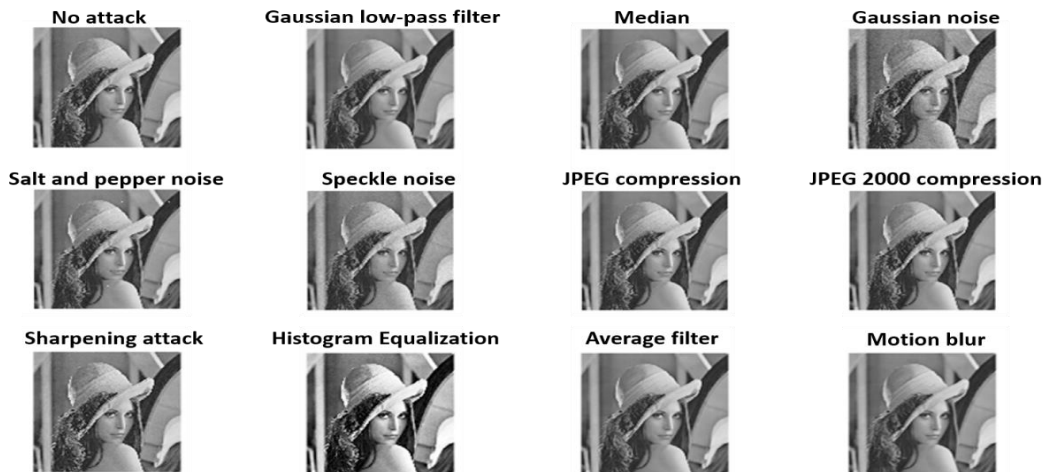 No attack
Gaussian low-pass filter
Median
Gaussian noise
Salt and pepper noise
Speckle noise
JPEG compression
JPEG 2000 compression
Sharpening attack
Histogram Equalization
Average filter
Motion blur